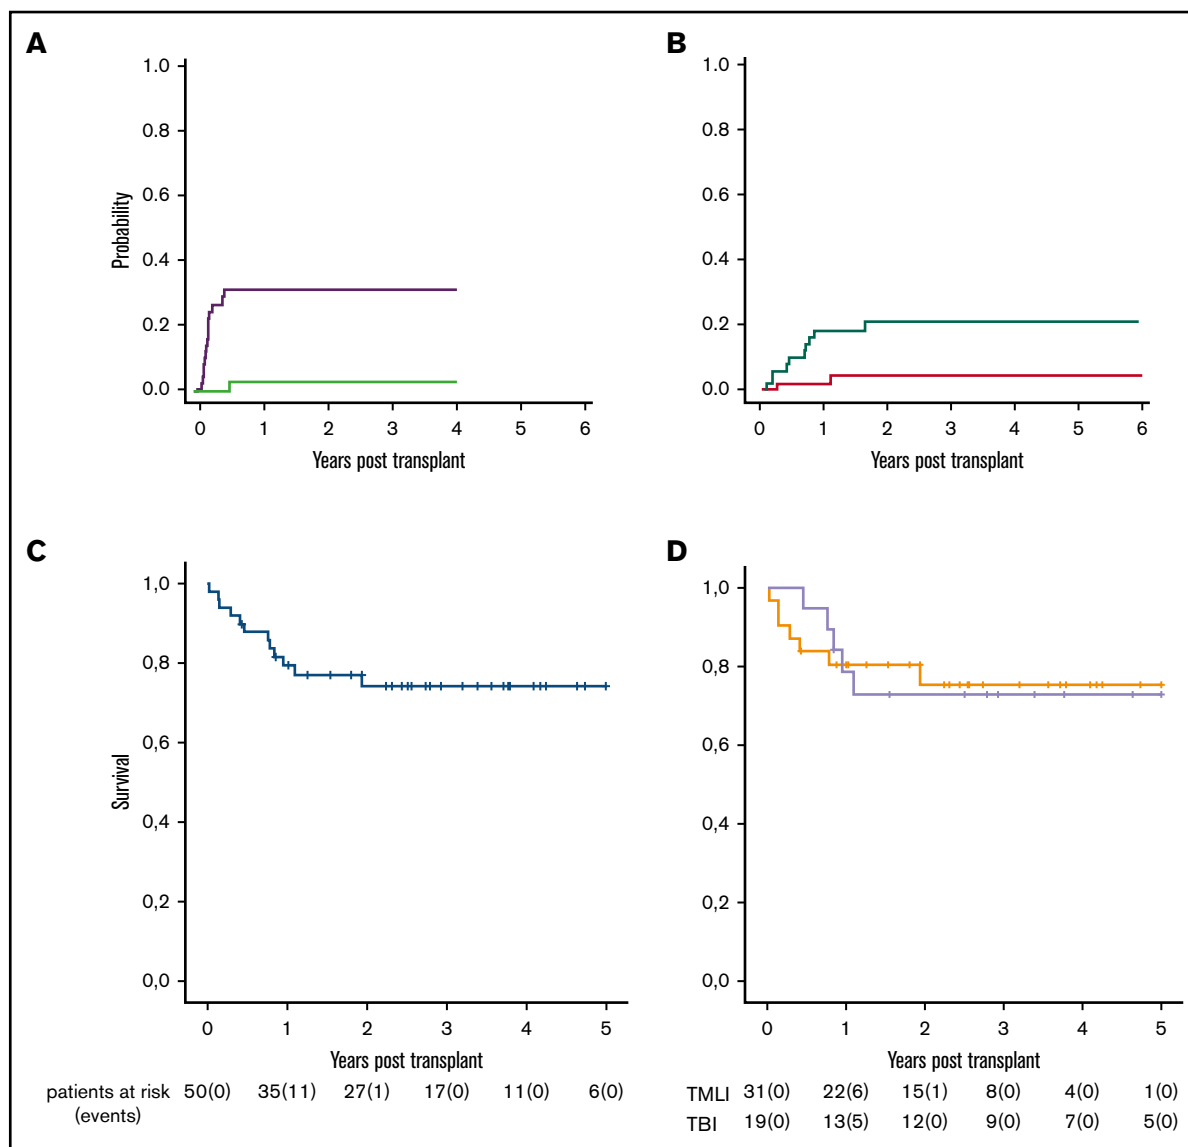 A
1.0
0.8
0.6
0.4
0.2
0.0
Probability
0 1 2 3 4 5 6
Years post transplant
B
1.0
0.8
0.6
0.4
0.2
0.0
0 1 2 3 4 5 6
Years post transplant
C
1,0
0,8
0,6
0,4
0,2
0,0
Survival
0 1 2 3 4 5
Years post transplant
patients at risk 50(0) 35(11) 27(1) 17(0) 11(0) 6(0)
(events)
D
1,0
0,8
0,6
0,4
0,2
0,0
0 1 2 3 4 5
Years post transplant
TMLI 31(0) 22(6) 15(1) 8(0) 4(0) 1(0)
TBI 19(0) 13(5) 12(0) 9(0) 7(0) 5(0)